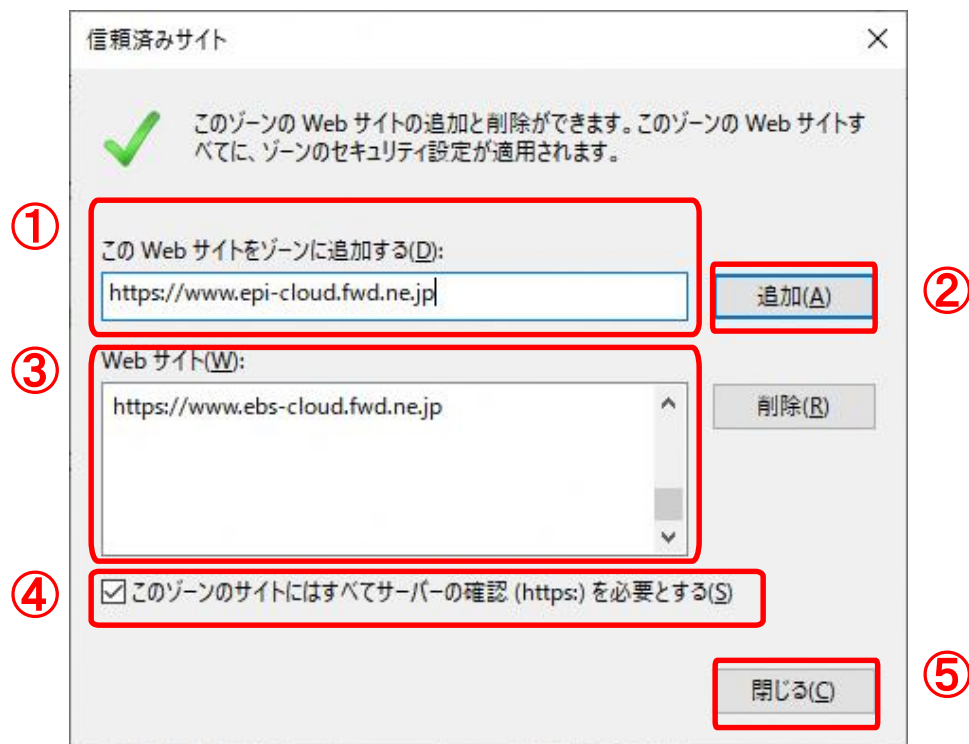 信頼済みサイト
このゾーンの Web サイトの追加と削除ができます。このゾーンの Web サイトす
べてに、ゾーンのセキュリティ設定が適用されます。
①
この Web サイトをゾーンに追加する(D):
https://www.epi-cloud.fwd.ne.jp
追加(A)
②
③
Web サイト(W):
https://www.ebs-cloud.fwd.ne.jp
削除(R)
④
このゾーンのサイトにはすべてサーバーの確認 (https:) を必要とする(S)
閉じる(C)
⑤